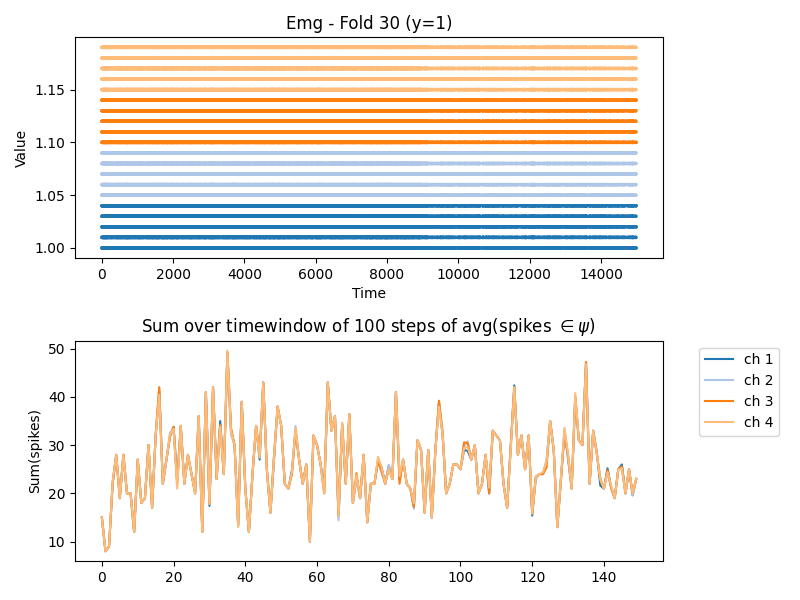 Emg - Fold 30 (y=1)
Value
1.15
1.10
1.05
1.00
0 2000 4000 6000 8000 10000 12000 14000
Time
Sum over timewindow of 100 steps of avg(spikes ∈ ψ)
Sum(spikes)
50
40
30
20
10
0 20 40 60 80 100 120 140
ch 1
ch 2
ch 3
ch 4